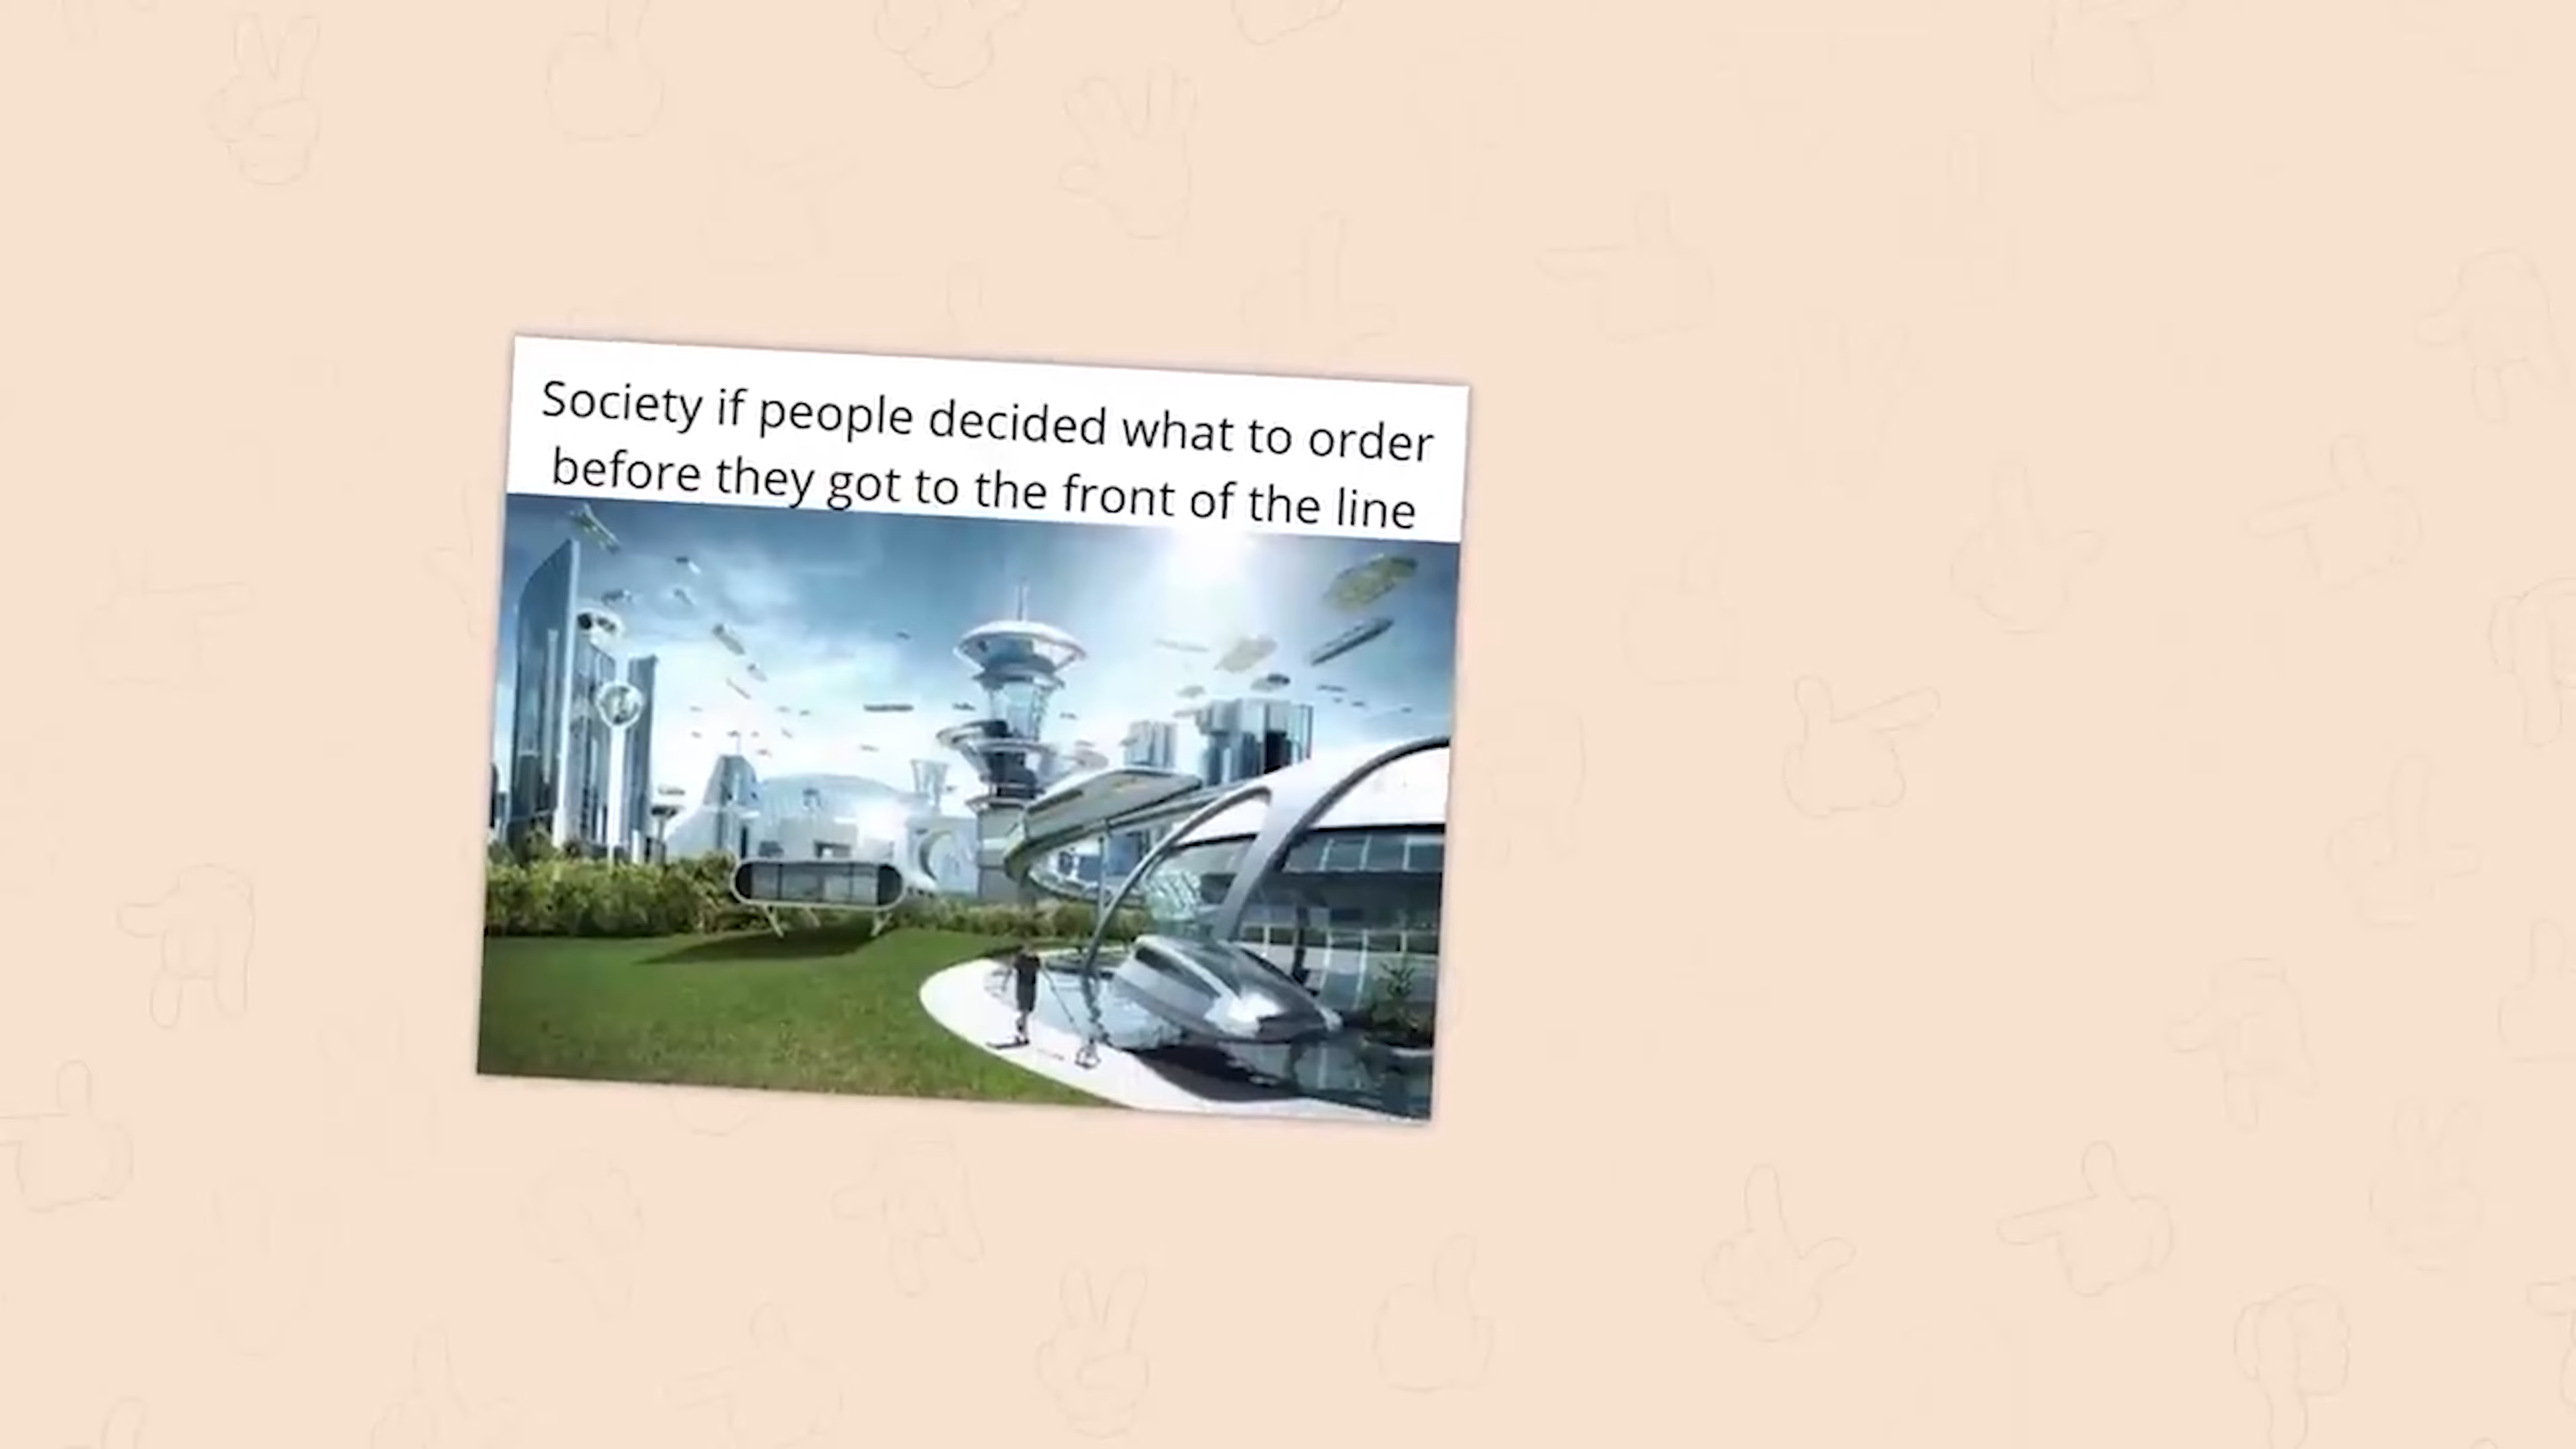 Society if people decided what to order
before they got to the front of the line